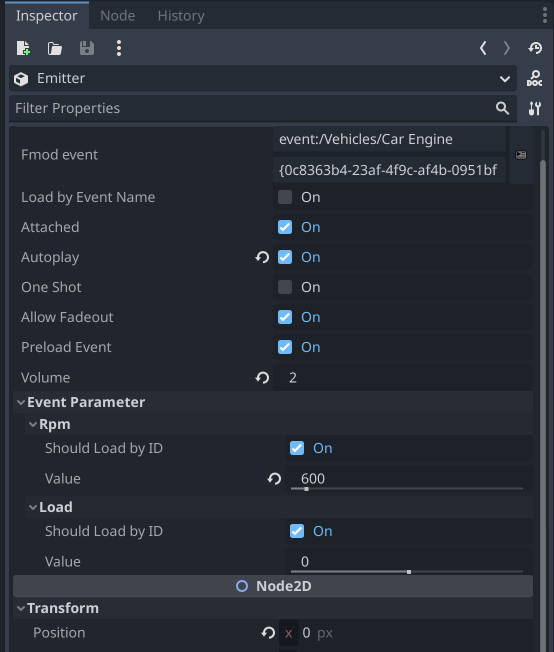 Inspector Node History
Emitter
DOC
Filter Properties
Fmod event
event:/Vehicles/Car Engine
{0c8363b4-23af-4f9c-af4b-0951bf
Load by Event Name On
Attached On
Autoplay On
One Shot On
Allow Fadeout On
Preload Event On
Volume 2
Event Parameter
Rpm
Should Load by ID On
Value 600
Load
Should Load by ID On
Value 0
Node2D
Transform
Position x 0 px